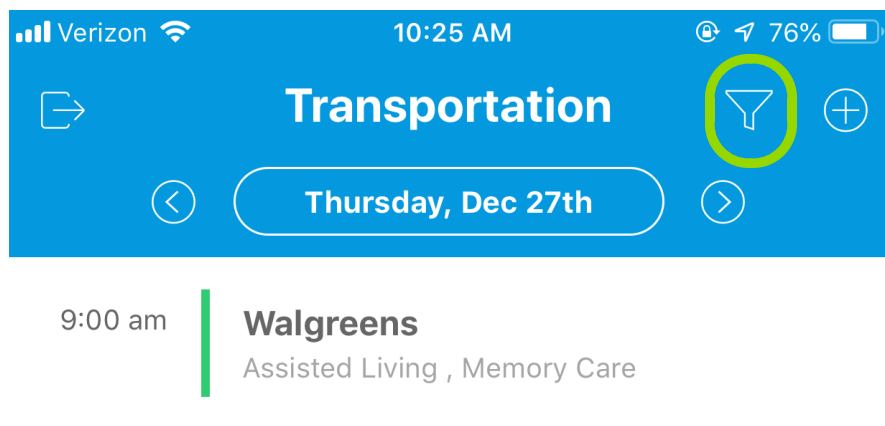 Verizon 10:25 AM 76%
Transportation
Thursday, Dec 27th
9:00 am Walgreens
Assisted Living , Memory Care